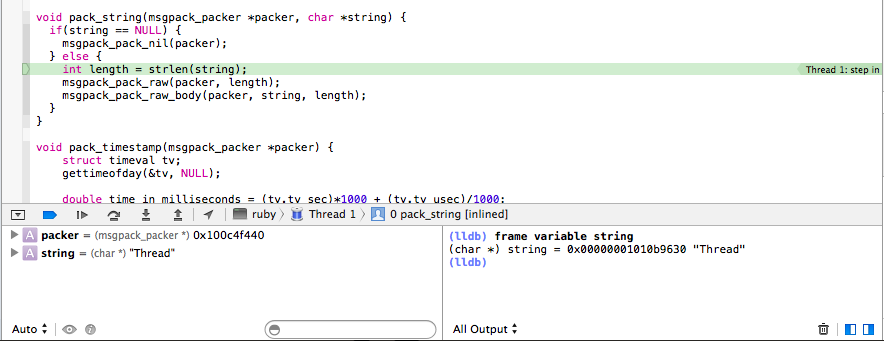 void pack_string(msgpack_packer *packer, char *string) {
if(string == NULL) {
msgpack_pack_nil(packer);
} else {
int length = strlen(string);
Thread 1: step in
msgpack_pack_raw(packer, length);
msgpack_pack_raw_body(packer, string, length);
}
}
void pack_timestamp(msgpack_packer *packer) {
struct timeval tv;
gettimeofday(&tv, NULL);
double time_in_milliseconds = (tv.tv_sec)*1000 + (tv.tv_usec)/1000;
ruby Thread 1 0 pack_string [inlined]
A packer = (msgpack_packer *) 0x100c4f440
A string = (char *) "Thread"
(lldb) frame variable string
(char *) string = 0x00000001010b9630 "Thread"
(lldb)
Auto
All Output